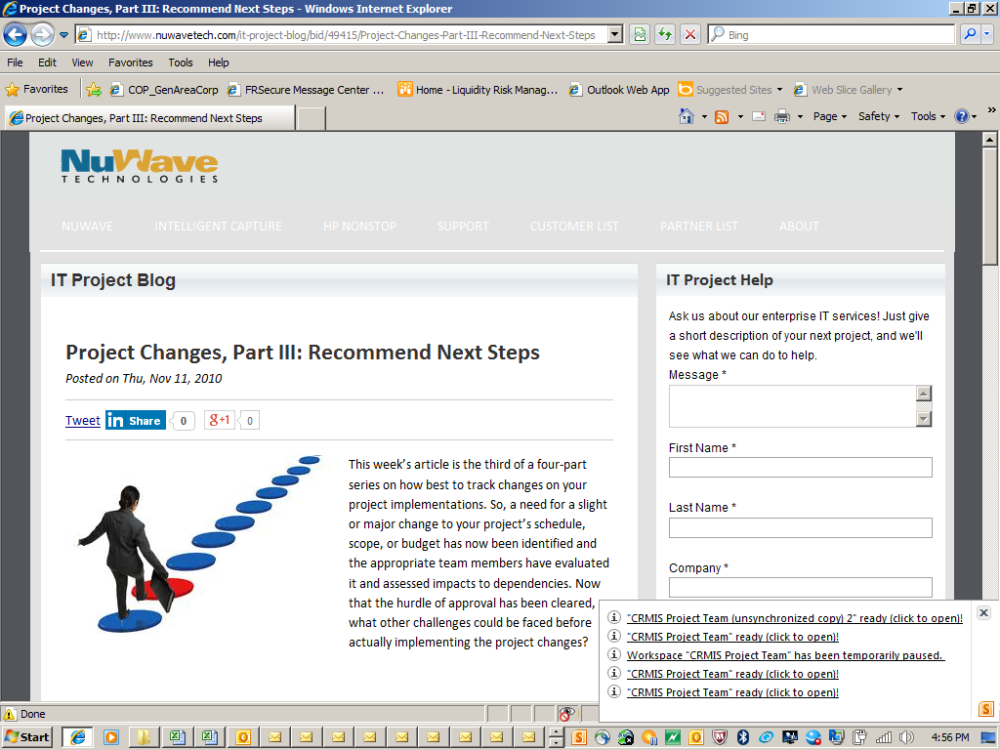 Project Changes, Part III: Recommend Next Steps - Windows Internet Explorer
http://www.nuwavetech.com/it-project-blog/bid/49415/Project-Changes-Part-III-Recommend-Next-Steps
Bing
File Edit View Favorites Tools Help
Favorites COP_GenAreaCorp FRSecure Message Center ... Home - Liquidity Risk Manag... Outlook Web App Suggested Sites Web Slice Gallery
Project Changes, Part III: Recommend Next Steps
Page Safety Tools
NuWave
TECHNOLOGIES
NUWAVE INTELLIGENT CAPTURE HP NONSTOP SUPPORT CUSTOMER LIST PARTNER LIST ABOUT
IT Project Blog
Project Changes, Part III: Recommend Next Steps
Posted on Thu, Nov 11, 2010
Tweet in Share 0 g+1 0
This week's article is the third of a four-part
series on how best to track changes on your
project implementations. So, a need for a slight
or major change to your project's schedule,
scope, or budget has now been identified and
the appropriate team members have evaluated
it and assessed impacts to dependencies. Now
that the hurdle of approval has been cleared,
what other challenges could be faced before
actually implementing the project changes?
IT Project Help
Ask us about our enterprise IT services! Just give
a short description of your next project, and we'll
see what we can do to help.
Message *
First Name *
Last Name *
Company *
"CRMIS Project Team (unsynchronized copy) 2" ready (click to open)!
"CRMIS Project Team" ready (click to open)!
Workspace "CRMIS Project Team" has been temporarily paused.
"CRMIS Project Team" ready (click to open)!
"CRMIS Project Team" ready (click to open)!
Done
Start
4:56 PM